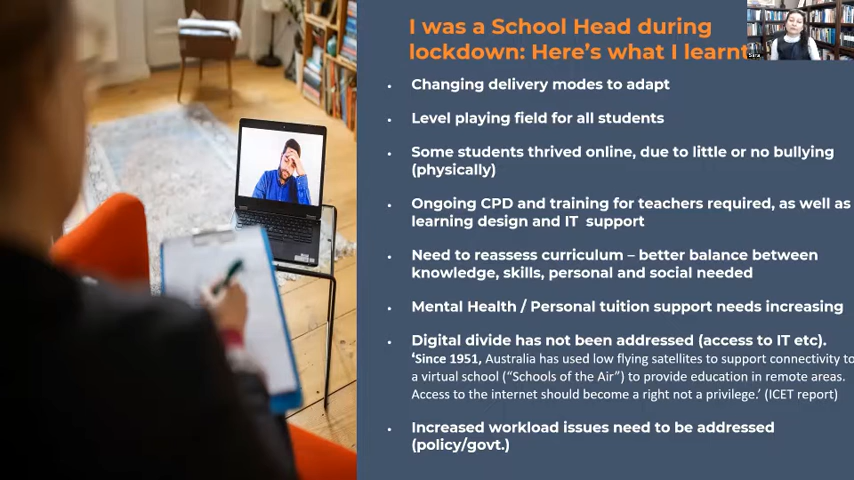 I was a School Head during
lockdown: Here's what I learnt
Changing delivery modes to adapt
Level playing field for all students
Some students thrived online, due to little or no bullying
(physically)
Ongoing CPD and training for teachers required, as well as
learning design and IT support
Need to reassess curriculum – better balance between
knowledge, skills, personal and social needed
Mental Health / Personal tuition support needs increasing
Digital divide has not been addressed (access to IT etc).
‘Since 1951, Australia has used low flying satellites to support connectivity to
a virtual school (“Schools of the Air”) to provide education in remote areas.
Access to the internet should become a right not a privilege.’ (ICET report)
Increased workload issues need to be addressed
(policy/govt.)